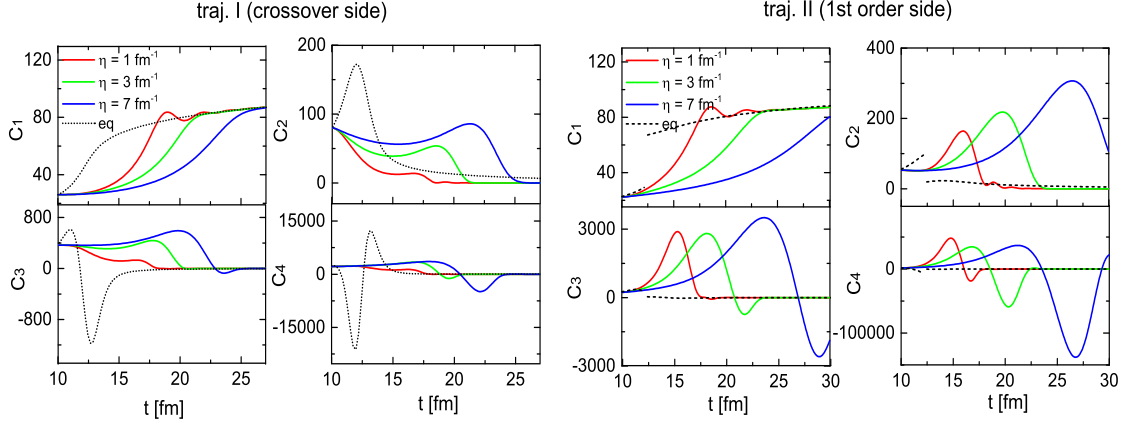 traj. I (crossover side)
traj. II (1st order side)
120
80
40
C₁
η = 1 fm⁻¹
η = 3 fm⁻¹
η = 7 fm⁻¹
eq
200
100
0
C₂
800
0
-800
C₃
10 15 20 25
t [fm]
15000
0
-15000
C₄
10 15 20 25
t [fm]
120
80
40
C₁
η = 1 fm⁻¹
η = 3 fm⁻¹
η = 7 fm⁻¹
eq
400
200
0
C₂
3000
0
-3000
C₃
10 15 20 25 30
t [fm]
0
-100000
C₄
10 15 20 25 30
t [fm]